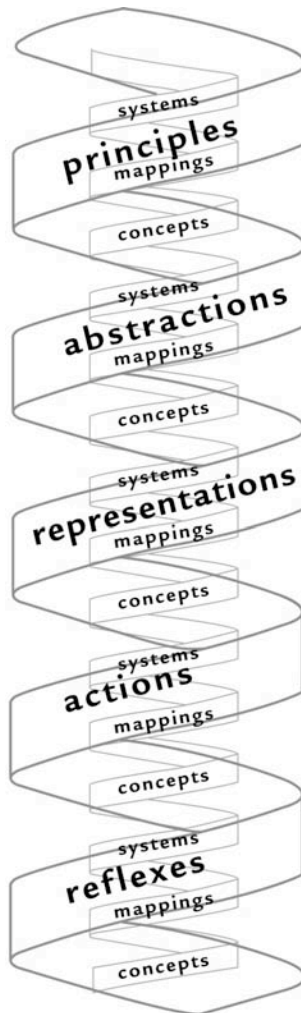 systems
principles
mappings
concepts
systems
abstractions
mappings
concepts
systems
representations
mappings
concepts
systems
actions
mappings
concepts
systems
reflexes
mappings
concepts